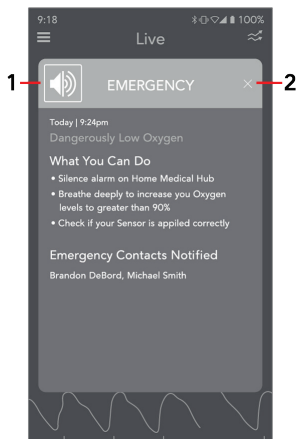 9:18
100%
Live
1
EMERGENCY
×
2
Today | 9:24pm
Dangerously Low Oxygen
What You Can Do
• Silence alarm on Home Medical Hub
• Breathe deeply to increase you Oxygen
levels to greater than 90%
• Check if your Sensor is appiled correctly
Emergency Contacts Notified
Brandon DeBord, Michael Smith